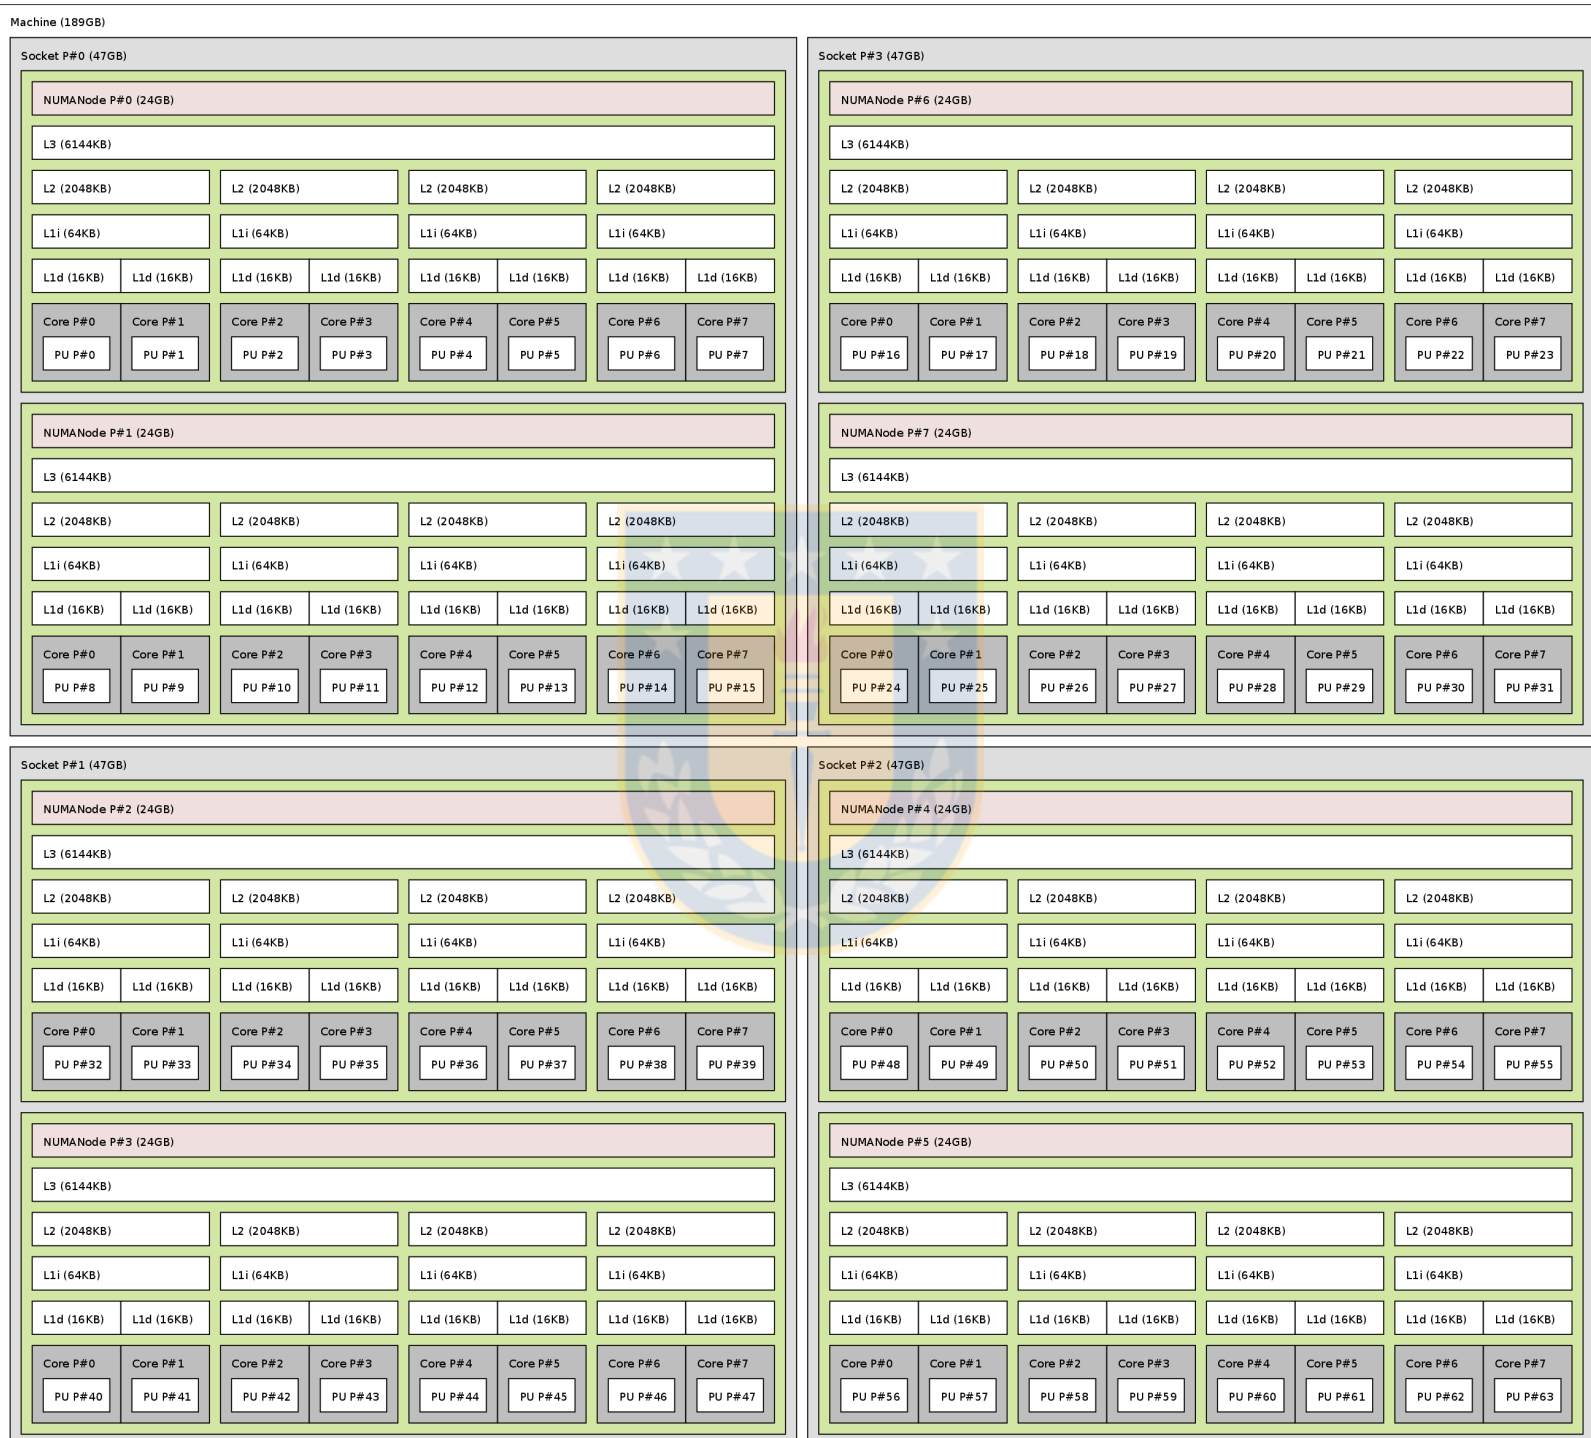 Machine (189GB)
Socket P#0 (47GB)
NUMANode P#0 (24GB)
L3 (6144KB)
L2 (2048KB) L2 (2048KB) L2 (2048KB) L2 (2048KB)
L1i (64KB) L1i (64KB) L1i (64KB) L1i (64KB)
L1d (16KB) L1d (16KB) L1d (16KB) L1d (16KB) L1d (16KB) L1d (16KB) L1d (16KB) L1d (16KB)
Core P#0 Core P#1 Core P#2 Core P#3 Core P#4 Core P#5 Core P#6 Core P#7
PU P#0 PU P#1 PU P#2 PU P#3 PU P#4 PU P#5 PU P#6 PU P#7
NUMANode P#1 (24GB)
L3 (6144KB)
L2 (2048KB) L2 (2048KB) L2 (2048KB) L2 (2048KB)
L1i (64KB) L1i (64KB) L1i (64KB) L1i (64KB)
L1d (16KB) L1d (16KB) L1d (16KB) L1d (16KB) L1d (16KB) L1d (16KB) L1d (16KB) L1d (16KB)
Core P#0 Core P#1 Core P#2 Core P#3 Core P#4 Core P#5 Core P#6 Core P#7
PU P#8 PU P#9 PU P#10 PU P#11 PU P#12 PU P#13 PU P#14 PU P#15
Socket P#3 (47GB)
NUMANode P#6 (24GB)
L3 (6144KB)
L2 (2048KB) L2 (2048KB) L2 (2048KB) L2 (2048KB)
L1i (64KB) L1i (64KB) L1i (64KB) L1i (64KB)
L1d (16KB) L1d (16KB) L1d (16KB) L1d (16KB) L1d (16KB) L1d (16KB) L1d (16KB) L1d (16KB)
Core P#0 Core P#1 Core P#2 Core P#3 Core P#4 Core P#5 Core P#6 Core P#7
PU P#16 PU P#17 PU P#18 PU P#19 PU P#20 PU P#21 PU P#22 PU P#23
NUMANode P#7 (24GB)
L3 (6144KB)
L2 (2048KB) L2 (2048KB) L2 (2048KB) L2 (2048KB)
L1i (64KB) L1i (64KB) L1i (64KB) L1i (64KB)
L1d (16KB) L1d (16KB) L1d (16KB) L1d (16KB) L1d (16KB) L1d (16KB) L1d (16KB) L1d (16KB)
Core P#0 Core P#1 Core P#2 Core P#3 Core P#4 Core P#5 Core P#6 Core P#7
PU P#24 PU P#25 PU P#26 PU P#27 PU P#28 PU P#29 PU P#30 PU P#31
Socket P#1 (47GB)
NUMANode P#2 (24GB)
L3 (6144KB)
L2 (2048KB) L2 (2048KB) L2 (2048KB) L2 (2048KB)
L1i (64KB) L1i (64KB) L1i (64KB) L1i (64KB)
L1d (16KB) L1d (16KB) L1d (16KB) L1d (16KB) L1d (16KB) L1d (16KB) L1d (16KB) L1d (16KB)
Core P#0 Core P#1 Core P#2 Core P#3 Core P#4 Core P#5 Core P#6 Core P#7
PU P#32 PU P#33 PU P#34 PU P#35 PU P#36 PU P#37 PU P#38 PU P#39
NUMANode P#3 (24GB)
L3 (6144KB)
L2 (2048KB) L2 (2048KB) L2 (2048KB) L2 (2048KB)
L1i (64KB) L1i (64KB) L1i (64KB) L1i (64KB)
L1d (16KB) L1d (16KB) L1d (16KB) L1d (16KB) L1d (16KB) L1d (16KB) L1d (16KB) L1d (16KB)
Core P#0 Core P#1 Core P#2 Core P#3 Core P#4 Core P#5 Core P#6 Core P#7
PU P#40 PU P#41 PU P#42 PU P#43 PU P#44 PU P#45 PU P#46 PU P#47
Socket P#2 (47GB)
NUMANode P#4 (24GB)
L3 (6144KB)
L2 (2048KB) L2 (2048KB) L2 (2048KB) L2 (2048KB)
L1i (64KB) L1i (64KB) L1i (64KB) L1i (64KB)
L1d (16KB) L1d (16KB) L1d (16KB) L1d (16KB) L1d (16KB) L1d (16KB) L1d (16KB) L1d (16KB)
Core P#0 Core P#1 Core P#2 Core P#3 Core P#4 Core P#5 Core P#6 Core P#7
PU P#48 PU P#49 PU P#50 PU P#51 PU P#52 PU P#53 PU P#54 PU P#55
NUMANode P#5 (24GB)
L3 (6144KB)
L2 (2048KB) L2 (2048KB) L2 (2048KB) L2 (2048KB)
L1i (64KB) L1i (64KB) L1i (64KB) L1i (64KB)
L1d (16KB) L1d (16KB) L1d (16KB) L1d (16KB) L1d (16KB) L1d (16KB) L1d (16KB) L1d (16KB)
Core P#0 Core P#1 Core P#2 Core P#3 Core P#4 Core P#5 Core P#6 Core P#7
PU P#56 PU P#57 PU P#58 PU P#59 PU P#60 PU P#61 PU P#62 PU P#63